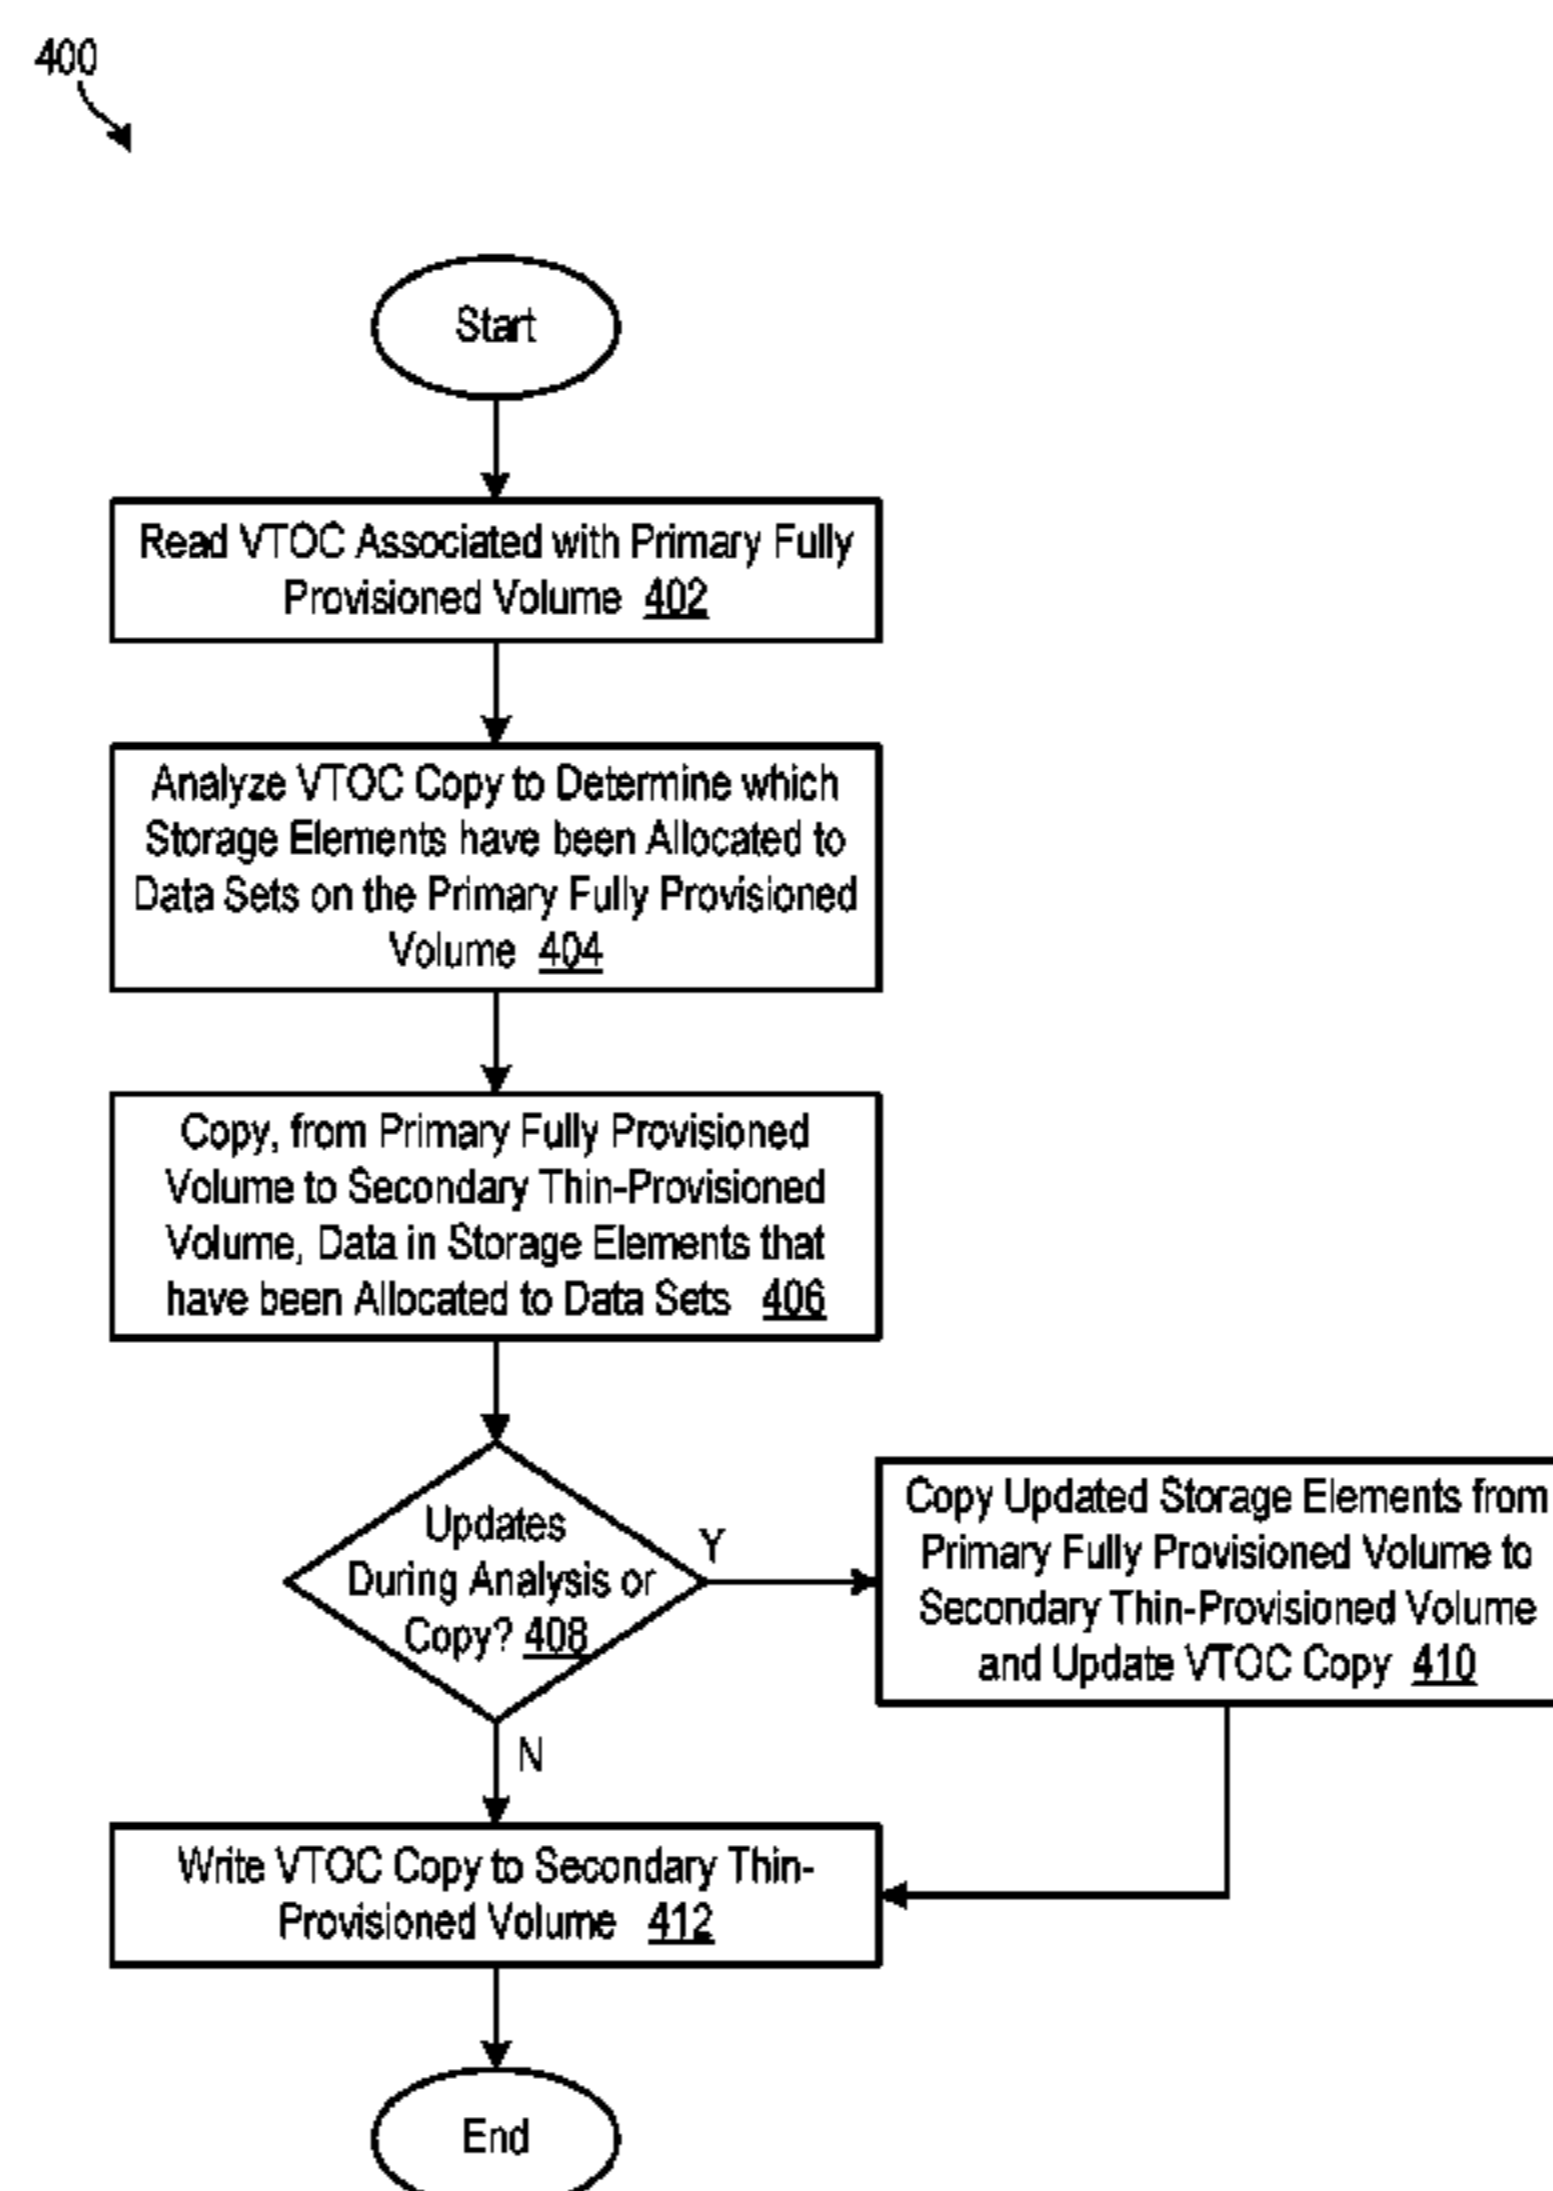 400
Start
Read VTOC Associated with Primary Fully
Provisioned Volume 402
Analyze VTOC Copy to Determine which
Storage Elements have been Allocated to
Data Sets on the Primary Fully Provisioned
Volume 404
Copy, from Primary Fully Provisioned
Volume to Secondary Thin-Provisioned
Volume, Data in Storage Elements that
have been Allocated to Data Sets 406
Updates
During Analysis or
Copy? 408
Y
Copy Updated Storage Elements from
Primary Fully Provisioned Volume to
Secondary Thin-Provisioned Volume
and Update VTOC Copy 410
N
Write VTOC Copy to Secondary Thin-
Provisioned Volume 412
End